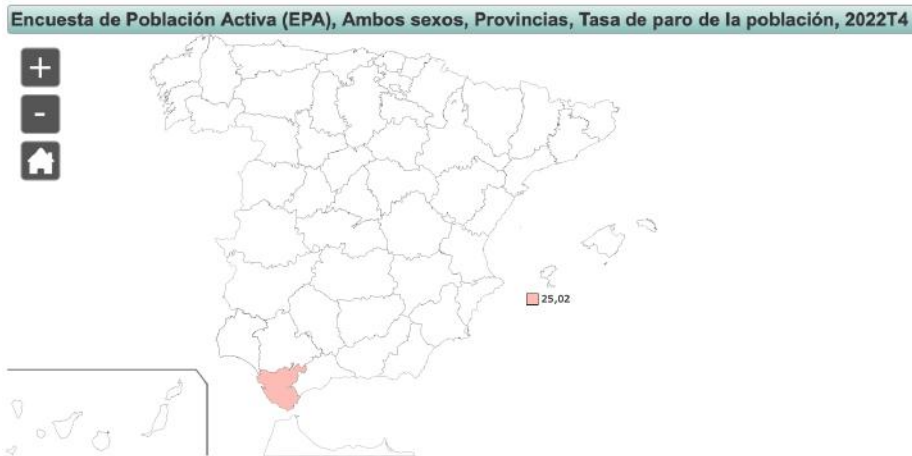 Encuesta de Población Activa (EPA), Ambos sexos, Provincias, Tasa de paro de la población, 2022T4
+
-
25,02